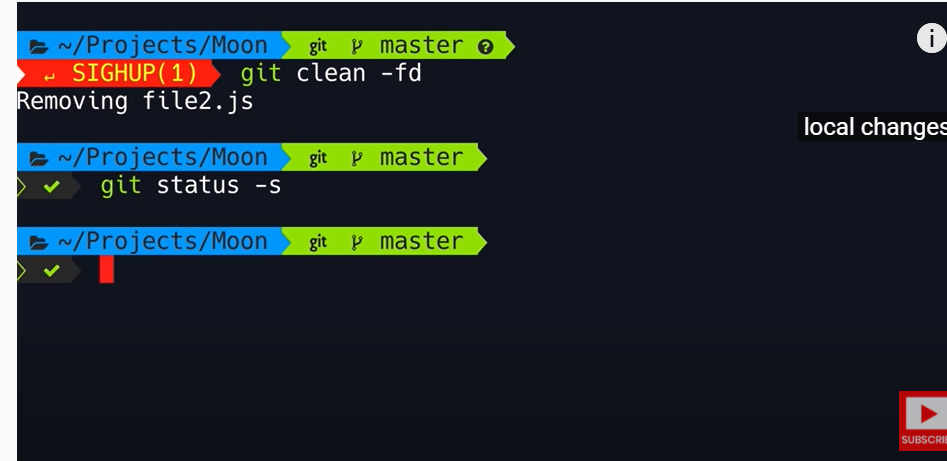 ~/Projects/Moon git master ?
SIGHUP(1) git clean -fd
Removing file2.js
local changes
~/Projects/Moon git master
git status -s
~/Projects/Moon git master
SUBSCRI